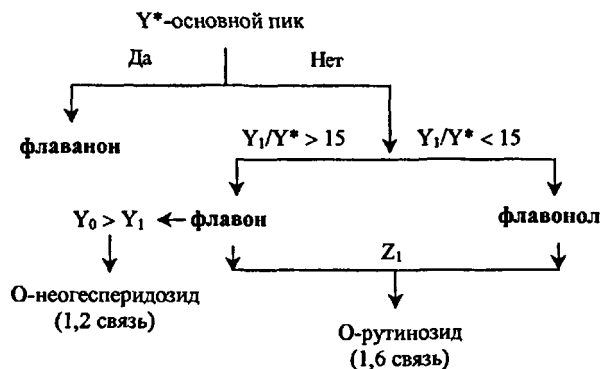 Y*-основной пик
Да Нет
флаванон
Y₁/Y* > 15 Y₁/Y* < 15
Y₀ > Y₁ флавон флавонол
Z₁
О-неогесперидозид
(1,2 связь)
О-рутинозид
(1,6 связь)